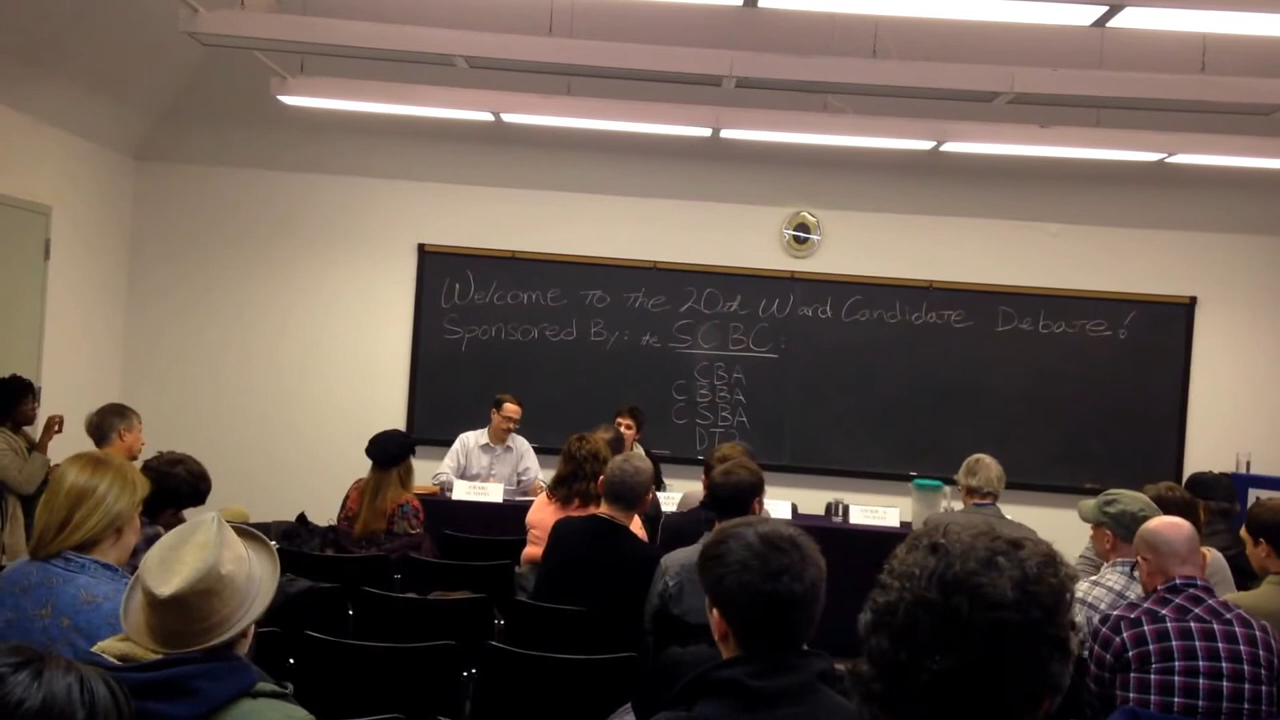 Welcome To The 20th Ward Candidate Debate!
Sponsored By: the SCBC:
CBA
CBBA
CSBA